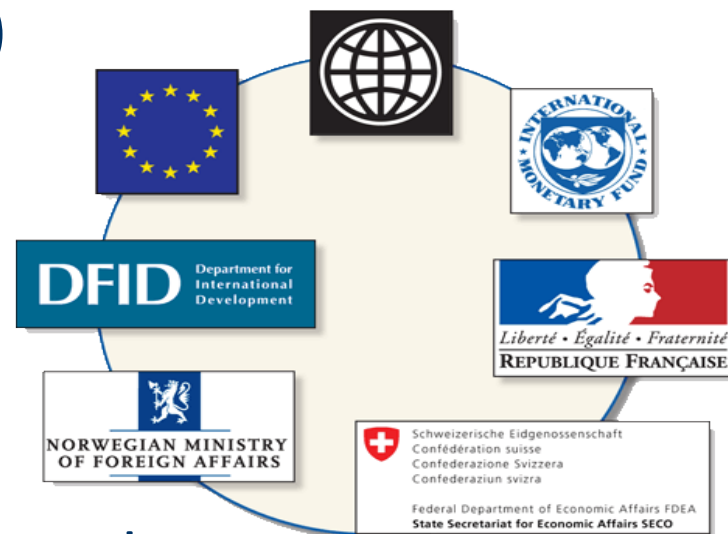 INTERNATIONAL
MONETARY FUND
DFID
Department for
International
Development
Liberté • Égalité • Fraternité
REPUBLIQUE FRANÇAISE
NORWEGIAN MINISTRY
OF FOREIGN AFFAIRS
Schweizerische Eidgenossenschaft
Confédération suisse
Confederazione Svizzera
Confederaziun svizra
Federal Department of Economic Affairs FDEA
State Secretariat for Economic Affairs SECO